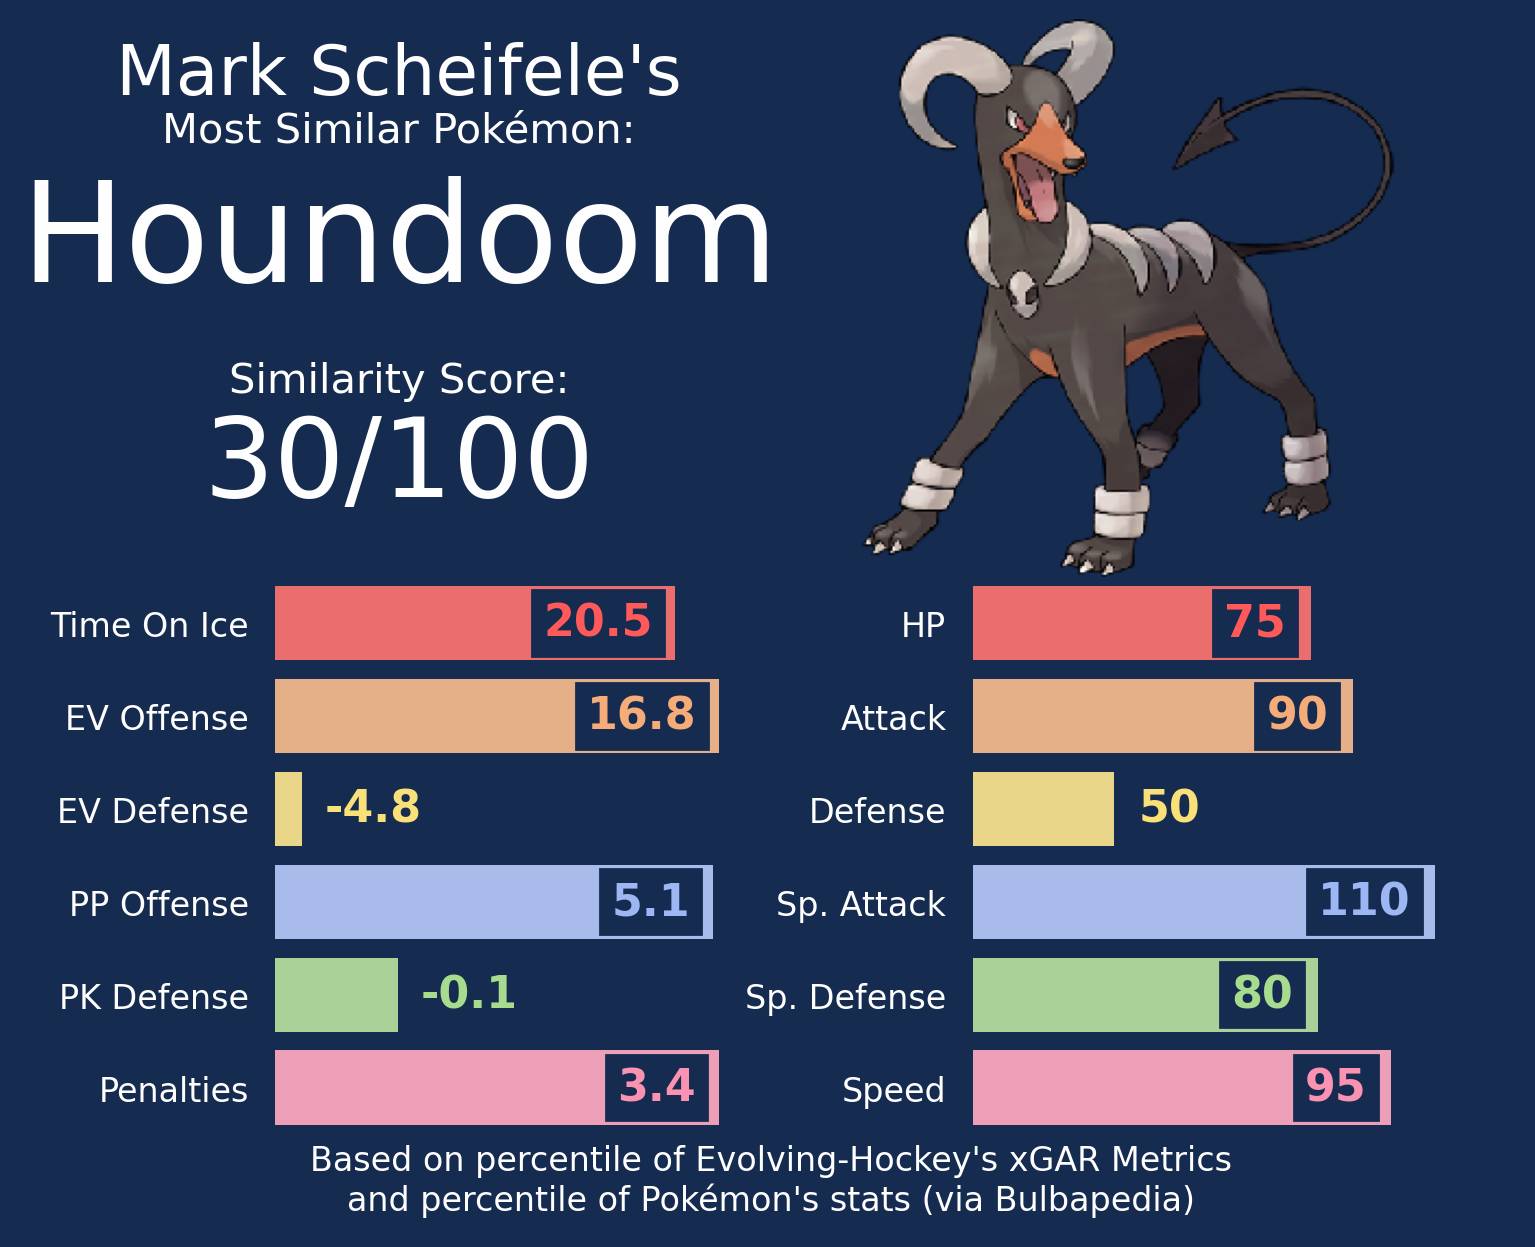 Mark Scheifele's
Most Similar Pokémon:
Houndoom
Similarity Score:
30/100
Time On Ice 20.5
EV Offense 16.8
EV Defense -4.8
PP Offense 5.1
PK Defense -0.1
Penalties 3.4
HP 75
Attack 90
Defense 50
Sp. Attack 110
Sp. Defense 80
Speed 95
Based on percentile of Evolving-Hockey's xGAR Metrics
and percentile of Pokémon's stats (via Bulbapedia)